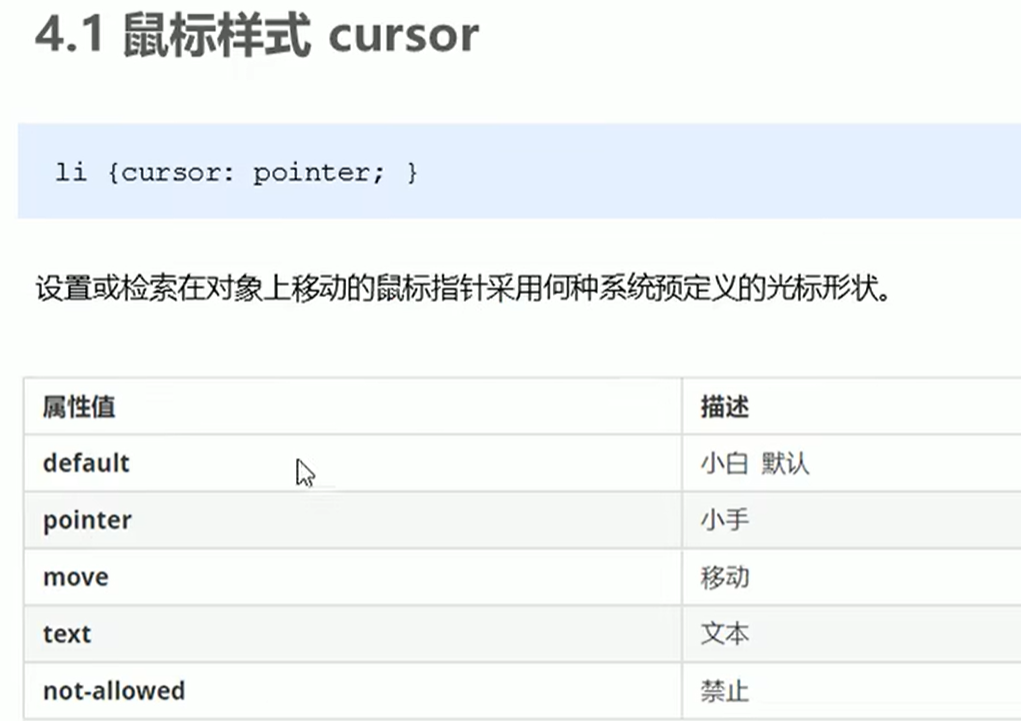 4.1 鼠标样式 cursor
li {cursor: pointer; }
设置或检索在对象上移动的鼠标指针采用何种系统预定义的光标形状。
属性值 描述
default 小白 默认
pointer 小手
move 移动
text 文本
not-allowed 禁止